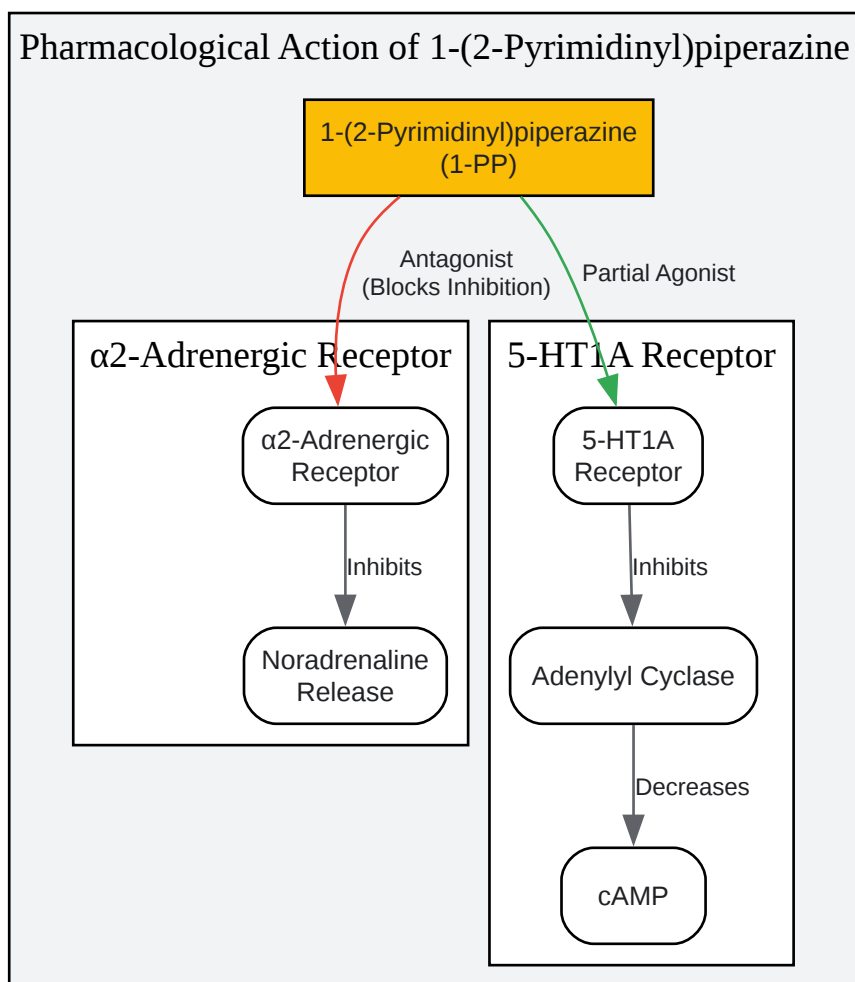 Pharmacological Action of 1-(2-Pyrimidinyl)piperazine
1-(2-Pyrimidinyl)piperazine
(1-PP)
Antagonist
(Blocks Inhibition)
Partial Agonist
α2-Adrenergic Receptor
5-HT1A Receptor
α2-Adrenergic
Receptor
5-HT1A
Receptor
Inhibits
Inhibits
Noradrenaline
Release
Adenylyl Cyclase
Decreases
cAMP